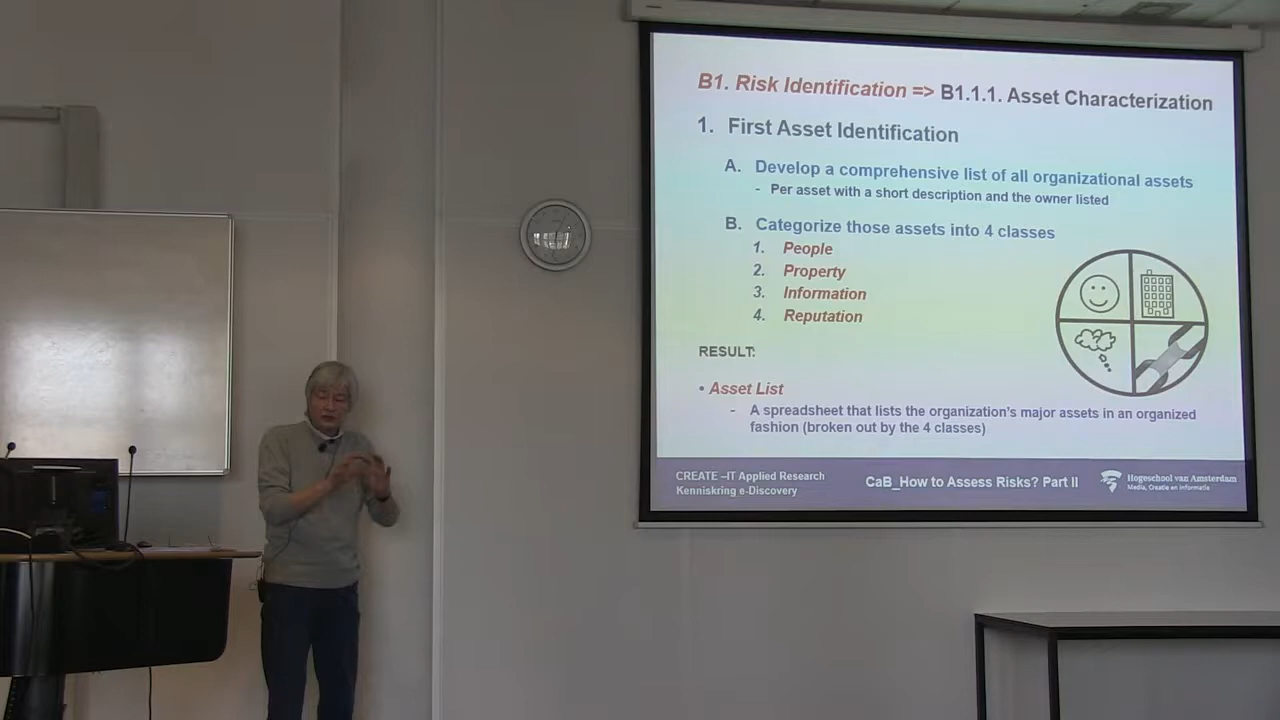 B1. Risk Identification => B1.1.1. Asset Characterization
1. First Asset Identification
A. Develop a comprehensive list of all organizational assets
- Per asset with a short description and the owner listed
B. Categorize those assets into 4 classes
1. People
2. Property
3. Information
4. Reputation
RESULT:
• Asset List
- A spreadsheet that lists the organization's major assets in an organized
fashion (broken out by the 4 classes)
CREATE –IT Applied Research
Kenniskring e-Discovery
CaB_How to Assess Risks? Part II
Hogeschool van Amsterdam
Media, Creatie en Informatie